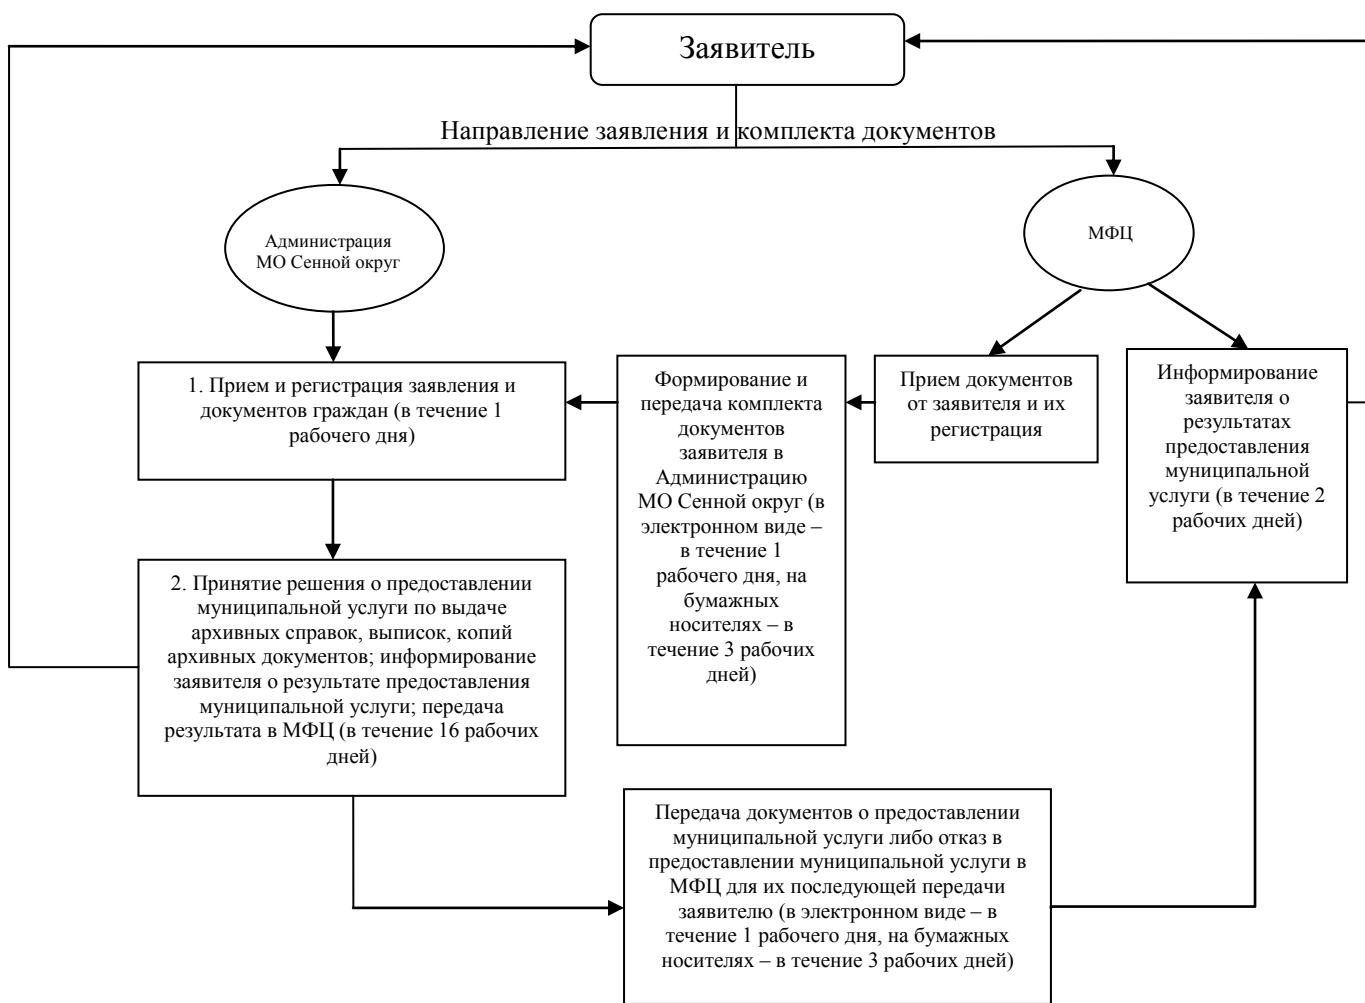 Заявитель
Направление заявления и комплекта документов
Администрация
МО Сенной округ
МФЦ
1. Прием и регистрация заявления и
документов граждан (в течение 1
рабочего дня)
Формирование и
передача комплекта
документов
заявителя в
Администрацию
МО Сенной округ (в
электронном виде –
в течение 1
рабочего дня, на
бумажных
носителях – в
течение 3 рабочих
дней)
Прием документов
от заявителя и их
регистрация
Информирование
заявителя о
результатах
предоставления
муниципальной
услуги (в течение 2
рабочих дней)
2. Принятие решения о предоставлении
муниципальной услуги по выдаче
архивных справок, выписок, копий
архивных документов; информирование
заявителя о результате предоставления
муниципальной услуги; передача
результата в МФЦ (в течение 16 рабочих
дней)
Передача документов о предоставлении
муниципальной услуги либо отказ в
предоставлении муниципальной услуги в
МФЦ для их последующей передачи
заявителю (в электронном виде – в
течение 1 рабочего дня, на бумажных
носителях – в течение 3 рабочих дней)